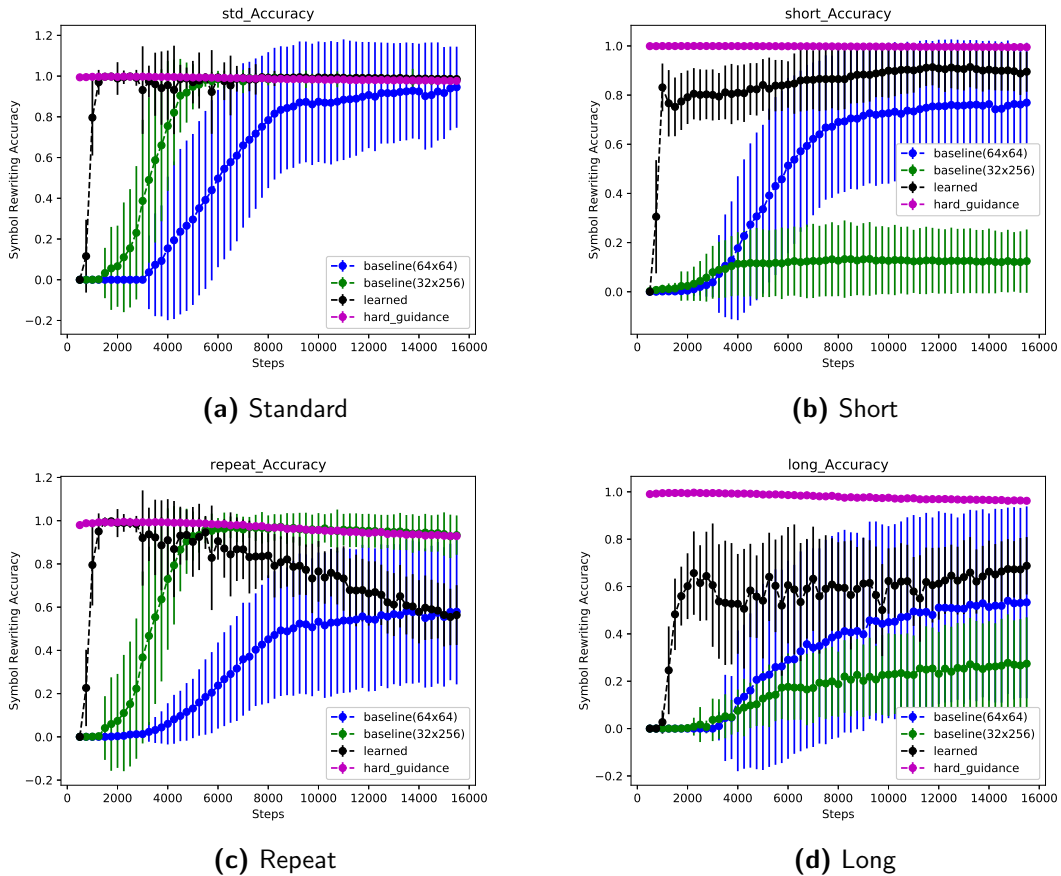 std_Accuracy
1.2
1.0
0.8
0.6
0.4
0.2
0.0
−0.2
Symbol Rewriting Accuracy
baseline(64x64)
baseline(32x256)
learned
hard_guidance
0 2000 4000 6000 8000 10000 12000 14000 16000
Steps
(a) Standard
short_Accuracy
1.0
0.8
0.6
0.4
0.2
0.0
Symbol Rewriting Accuracy
baseline(64x64)
baseline(32x256)
learned
hard_guidance
0 2000 4000 6000 8000 10000 12000 14000 16000
Steps
(b) Short
repeat_Accuracy
1.2
1.0
0.8
0.6
0.4
0.2
0.0
−0.2
Symbol Rewriting Accuracy
baseline(64x64)
baseline(32x256)
learned
hard_guidance
0 2000 4000 6000 8000 10000 12000 14000 16000
Steps
(c) Repeat
long_Accuracy
1.0
0.8
0.6
0.4
0.2
0.0
−0.2
Symbol Rewriting Accuracy
baseline(64x64)
baseline(32x256)
learned
hard_guidance
0 2000 4000 6000 8000 10000 12000 14000 16000
Steps
(d) Long